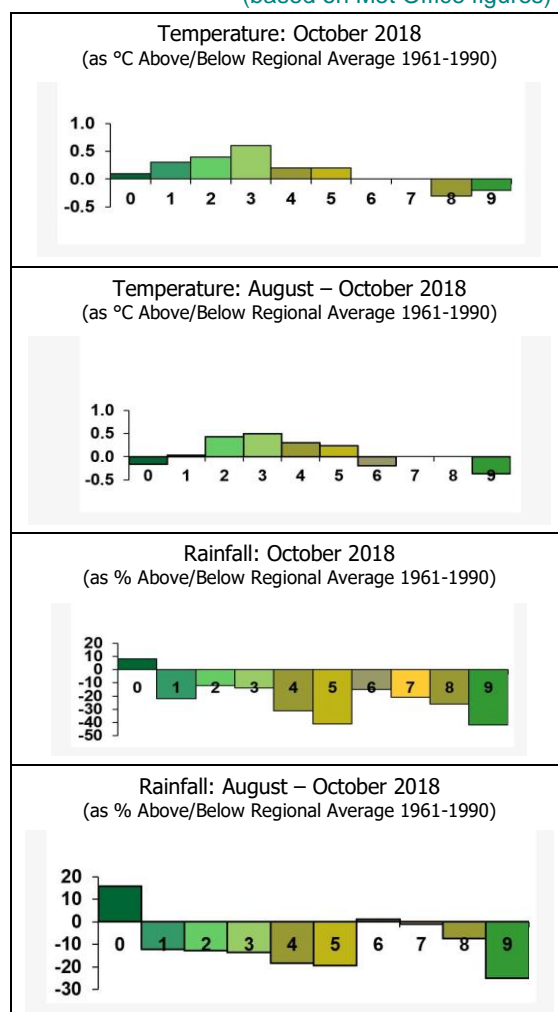 (based on Met Office figures)
Temperature: October 2018
(as °C Above/Below Regional Average 1961-1990)
1.0
0.5
0.0
-0.5
0 1 2 3 4 5 6 7 8 9
Temperature: August – October 2018
(as °C Above/Below Regional Average 1961-1990)
1.0
0.5
0.0
-0.5
0 1 2 3 4 5 6 7 8 9
Rainfall: October 2018
(as % Above/Below Regional Average 1961-1990)
20
10
0
-10
-20
-30
-40
-50
0 1 2 3 4 5 6 7 8 9
Rainfall: August – October 2018
(as % Above/Below Regional Average 1961-1990)
20
10
0
-10
-20
-30
0 1 2 3 4 5 6 7 8 9